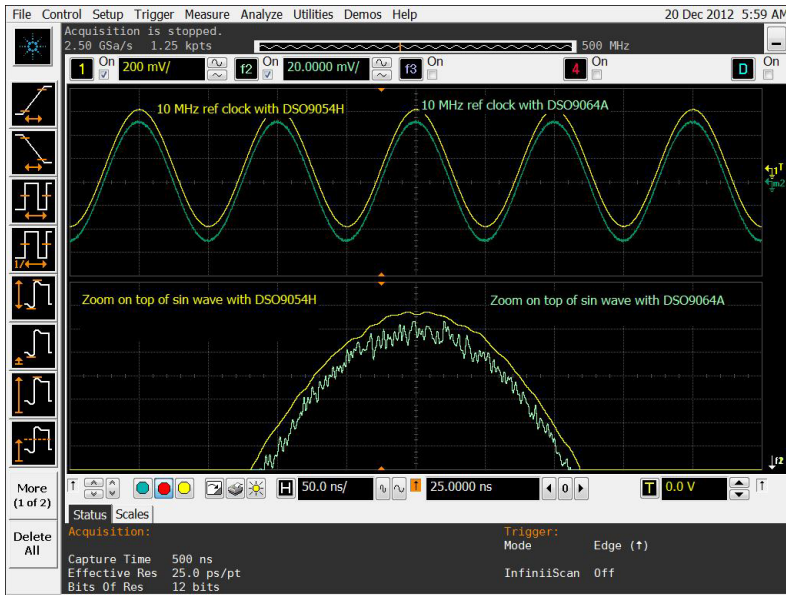 File Control Setup Trigger Measure Analyze Utilities Demos Help 20 Dec 2012 5:59 AM
Acquisition is stopped.
2.50 GSa/s 1.25 kpts 500 MHz
1 On 200 mV/ f2 On 20.0000 mV/ f3 On 4 On D On
10 MHz ref clock with DSO9054H 10 MHz ref clock with DSO9064A
1 T
m2
Zoom on top of sin wave with DSO9054H Zoom on top of sin wave with DSO9064A
1/
f2
More
(1 of 2)
H 50.0 ns/ 25.0000 ns 0 T 0.0 V
Delete
All
Status Scales
Acquisition: Trigger:
Mode Edge (↑)
Capture Time 500 ns
Effective Res 25.0 ps/pt InfiniiScan Off
Bits Of Res 12 bits